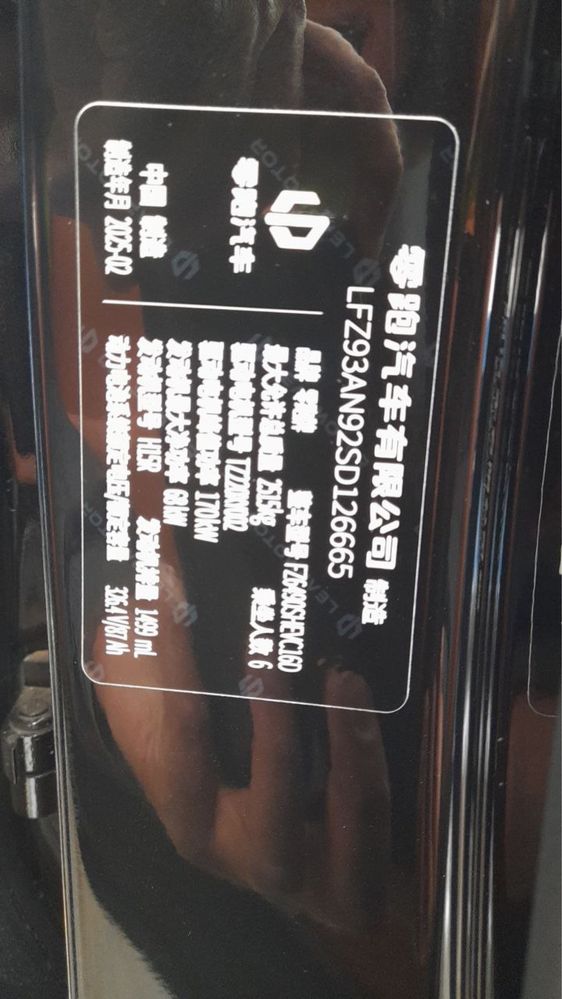 零跑汽车有限公司 制造
LFZ93AN92SD126665
零跑汽车
中国 制造
制造年月 2025-02
品牌 零跑 整车型号 FZ6480SHEVC16D
最大允许总质量 2515kg 乘坐人数 6
驱动电机型号
驱动电机峰值功率 170kW
发动机最大净功率 68kW
发动机型号 H15R 发动机排量 1499 mL
动力电池系统额定电压/额定容量 326.4V/87Ah